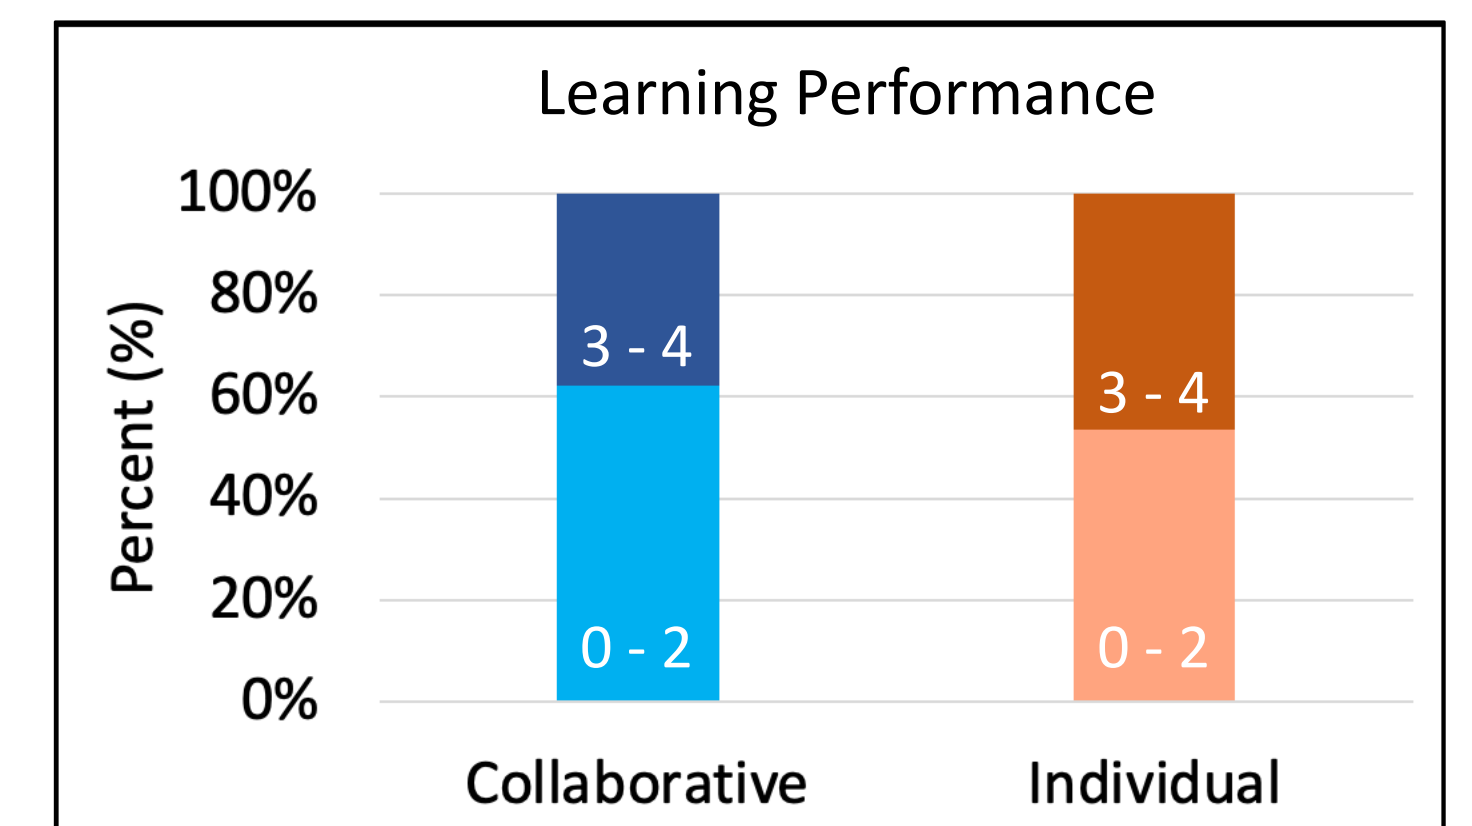 Learning Performance
100%
80%
60%
40%
20%
0%
Percent (%)
3 - 4
0 - 2
3 - 4
0 - 2
Collaborative
Individual